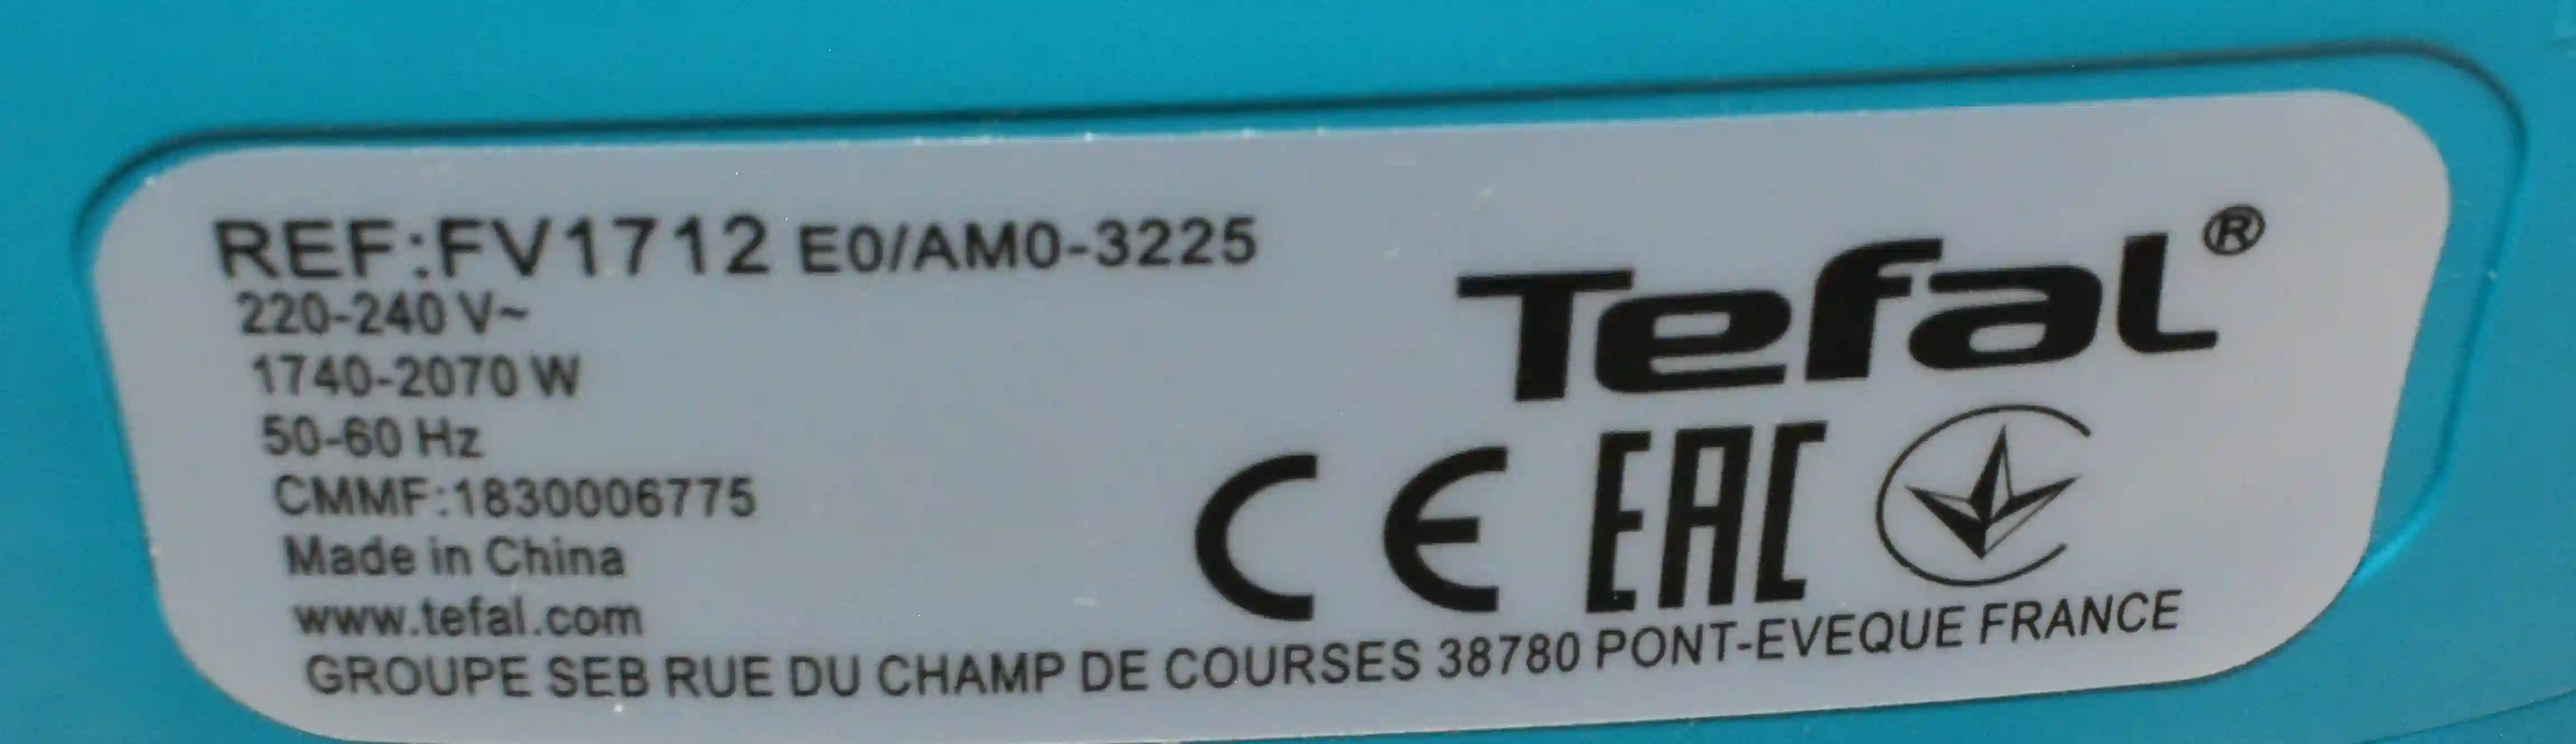 REF:FV1712 E0/AM0-3225
220-240 V~
1740-2070 W
50-60 Hz
CMMF:1830006775
Made in China
www.tefal.com
GROUPE SEB RUE DU CHAMP DE COURSES 38780 PONT-EVEQUE FRANCE
Tefal®
CE EAC